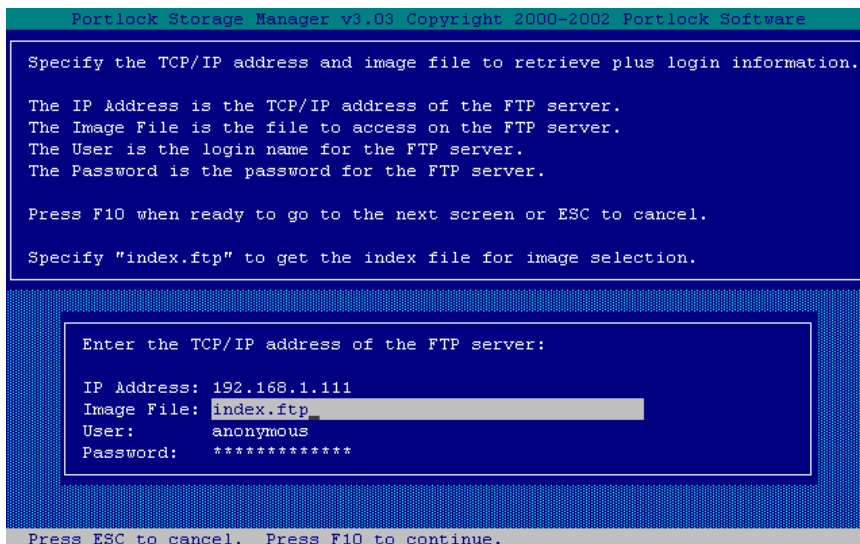 Portlock Storage Manager v3.03 Copyright 2000-2002 Portlock Software
Specify the TCP/IP address and image file to retrieve plus login information.
The IP Address is the TCP/IP address of the FTP server.
The Image File is the file to access on the FTP server.
The User is the login name for the FTP server.
The Password is the password for the FTP server.
Press F10 when ready to go to the next screen or ESC to cancel.
Specify "index.ftp" to get the index file for image selection.
Enter the TCP/IP address of the FTP server:
IP Address: 192.168.1.111
Image File: index.ftp_
User: anonymous
Password: *************
Press ESC to cancel. Press F10 to continue.